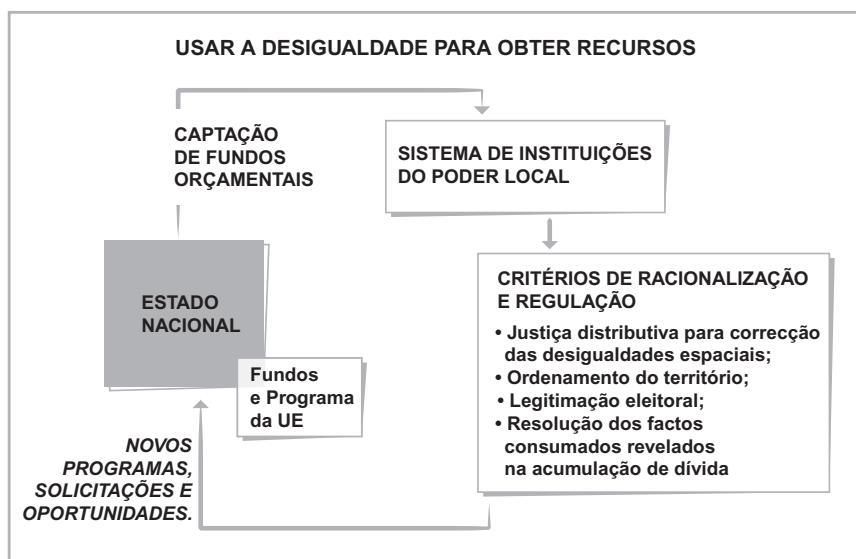 USAR A DESIGUALDADE PARA OBTER RECURSOS
CAPTAÇÃO
DE FUNDOS
ORÇAMENTAIS
SISTEMA DE INSTITUIÇÕES
DO PODER LOCAL
CRITÉRIOS DE RACIONALIZAÇÃO
E REGULAÇÃO
• Justiça distributiva para correcção
das desigualdades espaciais;
• Ordenamento do território;
• Legitimação eleitoral;
• Resolução dos factos
consumados revelados
na acumulação de dívida
ESTADO
NACIONAL
Fundos
e Programa
da UE
NOVOS
PROGRAMAS,
SOLICITAÇÕES E
OPORTUNIDADES.